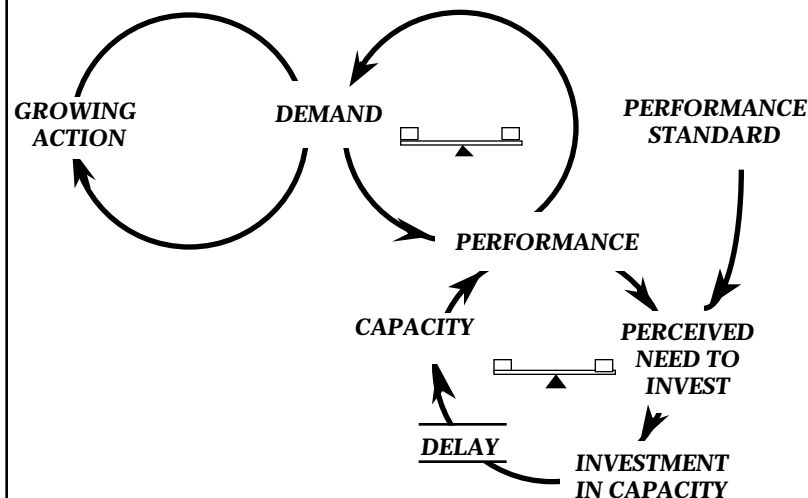 GROWING
ACTION
DEMAND
PERFORMANCE
STANDARD
PERFORMANCE
CAPACITY
PERCEIVED
NEED TO
INVEST
DELAY
INVESTMENT
IN CAPACITY